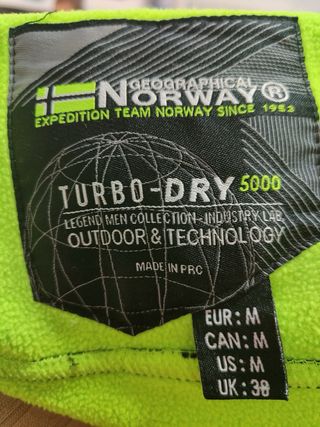 GEOGRAPHICAL
NORWAY®
EXPEDITION TEAM NORWAY SINCE 1953
TURBO-DRY 5000
LEGEND MEN COLLECTION-INDUSTRY LAB.
OUTDOOR & TECHNOLOGY
MADE IN PRC
EUR: M
CAN: M
US: M
UK: 38